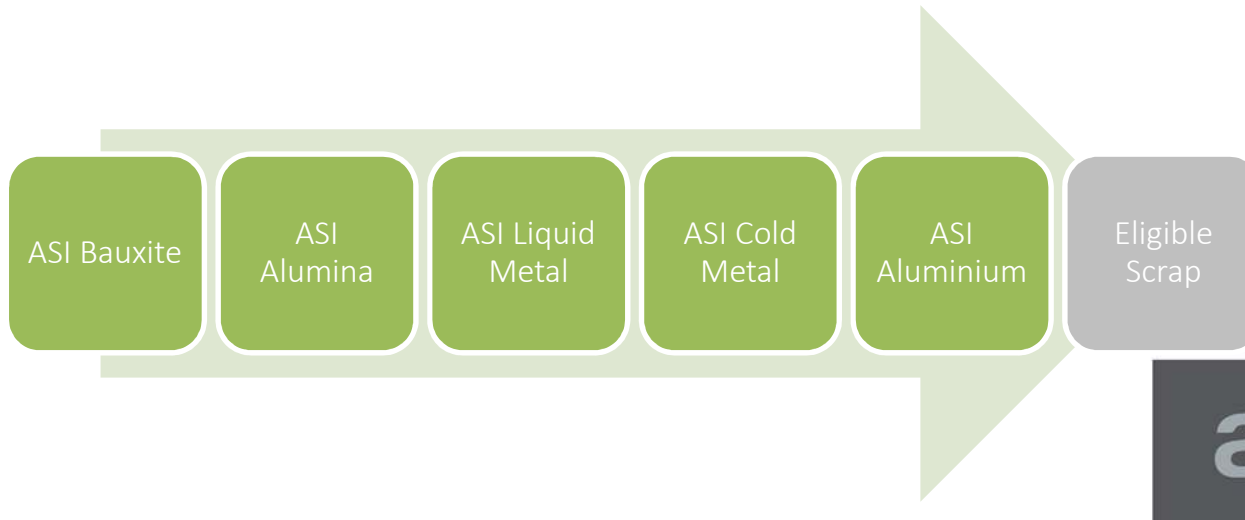 ASI Bauxite
ASI
Alumina
ASI Liquid
Metal
ASI Cold
Metal
ASI
Aluminium
Eligible
Scrap
a